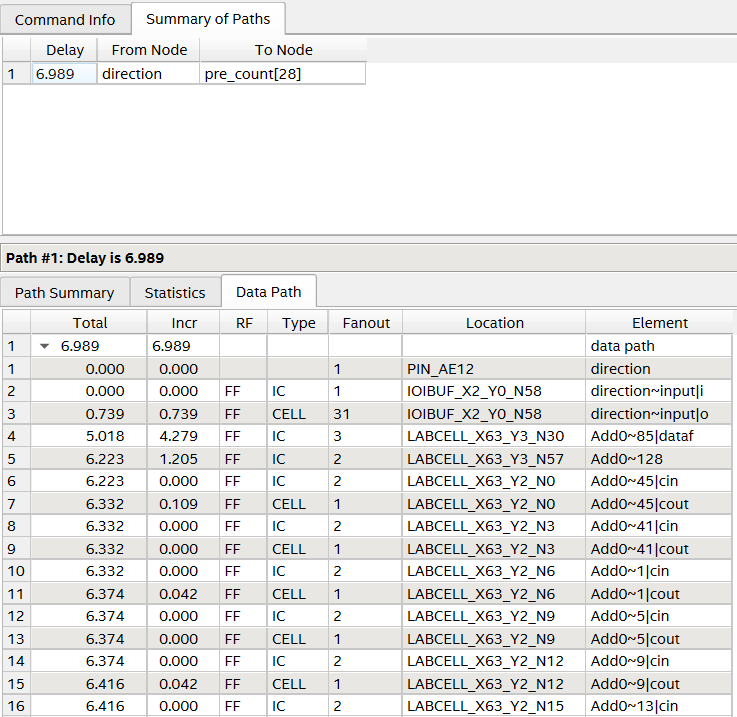 Command Info Summary of Paths
Delay From Node To Node
1 6.989 direction pre_count[28]
Path #1: Delay is 6.989
Path Summary Statistics Data Path
Total Incr RF Type Fanout Location Element
1 6.989 6.989 data path
1 0.000 0.000 1 PIN_AE12 direction
2 0.000 0.000 FF IC 1 IOIBUF_X2_Y0_N58 direction~input|i
3 0.739 0.739 FF CELL 31 IOIBUF_X2_Y0_N58 direction~input|o
4 5.018 4.279 FF IC 3 LABCELL_X63_Y3_N30 Add0~85|dataf
5 6.223 1.205 FF IC 2 LABCELL_X63_Y3_N57 Add0~128
6 6.223 0.000 FF IC 2 LABCELL_X63_Y2_N0 Add0~45|cin
7 6.332 0.109 FF CELL 1 LABCELL_X63_Y2_N0 Add0~45|cout
8 6.332 0.000 FF IC 2 LABCELL_X63_Y2_N3 Add0~41|cin
9 6.332 0.000 FF CELL 1 LABCELL_X63_Y2_N3 Add0~41|cout
10 6.332 0.000 FF IC 2 LABCELL_X63_Y2_N6 Add0~1|cin
11 6.374 0.042 FF CELL 1 LABCELL_X63_Y2_N6 Add0~1|cout
12 6.374 0.000 FF IC 2 LABCELL_X63_Y2_N9 Add0~5|cin
13 6.374 0.000 FF CELL 1 LABCELL_X63_Y2_N9 Add0~5|cout
14 6.374 0.000 FF IC 2 LABCELL_X63_Y2_N12 Add0~9|cin
15 6.416 0.042 FF CELL 1 LABCELL_X63_Y2_N12 Add0~9|cout
16 6.416 0.000 FF IC 2 LABCELL_X63_Y2_N15 Add0~13|cin